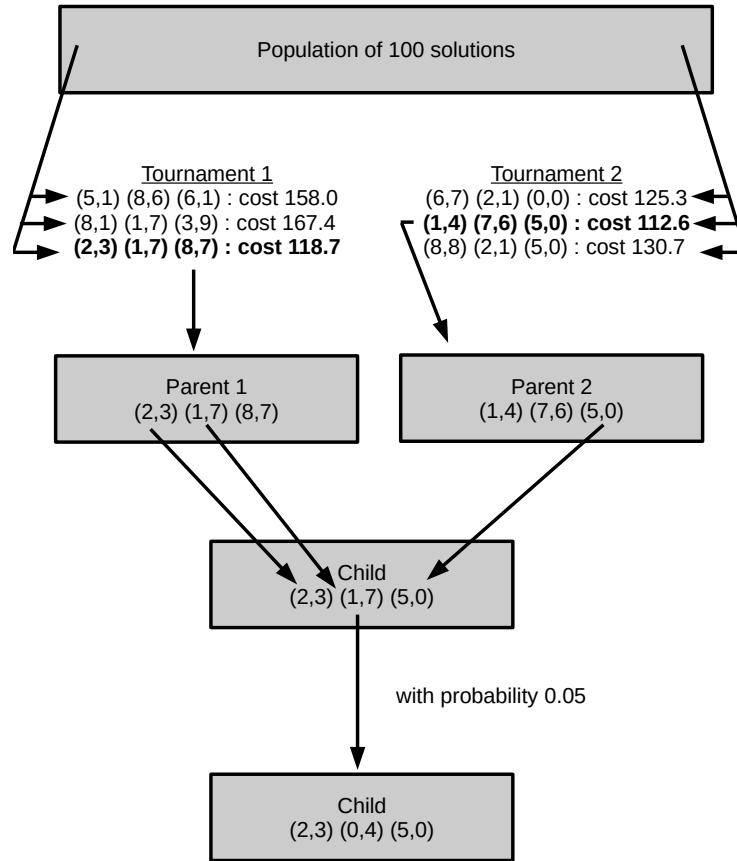 Population of 100 solutions
Tournament 1
(5,1) (8,6) (6,1) : cost 158.0
(8,1) (1,7) (3,9) : cost 167.4
(2,3) (1,7) (8,7) : cost 118.7
Tournament 2
(6,7) (2,1) (0,0) : cost 125.3
(1,4) (7,6) (5,0) : cost 112.6
(8,8) (2,1) (5,0) : cost 130.7
Parent 1
(2,3) (1,7) (8,7)
Parent 2
(1,4) (7,6) (5,0)
Child
(2,3) (1,7) (5,0)
with probability 0.05
Child
(2,3) (0,4) (5,0)